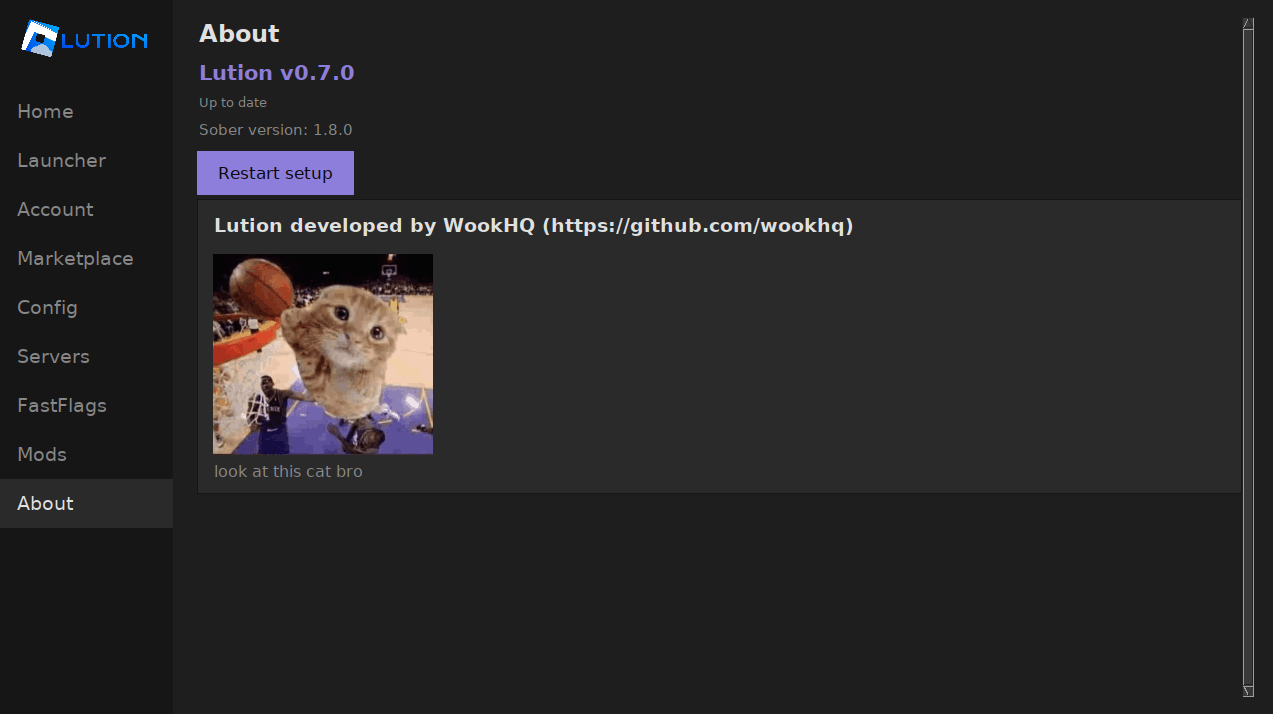 LUTION
Home
Launcher
Account
Marketplace
Config
Servers
FastFlags
Mods
About
About
Lution v0.7.0
Up to date
Sober version: 1.8.0
Restart setup
Lution developed by WookHQ (https://github.com/wookhq)
look at this cat bro